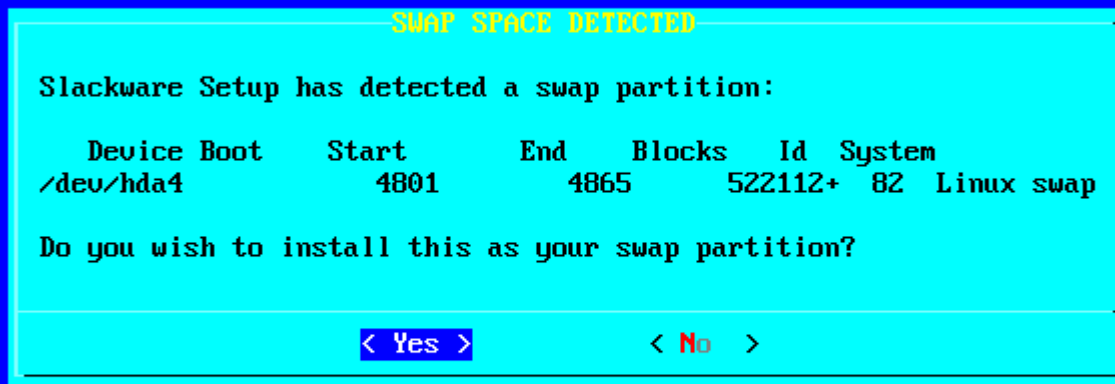 SWAP SPACE DETECTED
Slackware Setup has detected a swap partition:
Device Boot Start End Blocks Id System
/dev/hda4 4801 4865 522112+ 82 Linux swap
Do you wish to install this as your swap partition?
< Yes > < No >